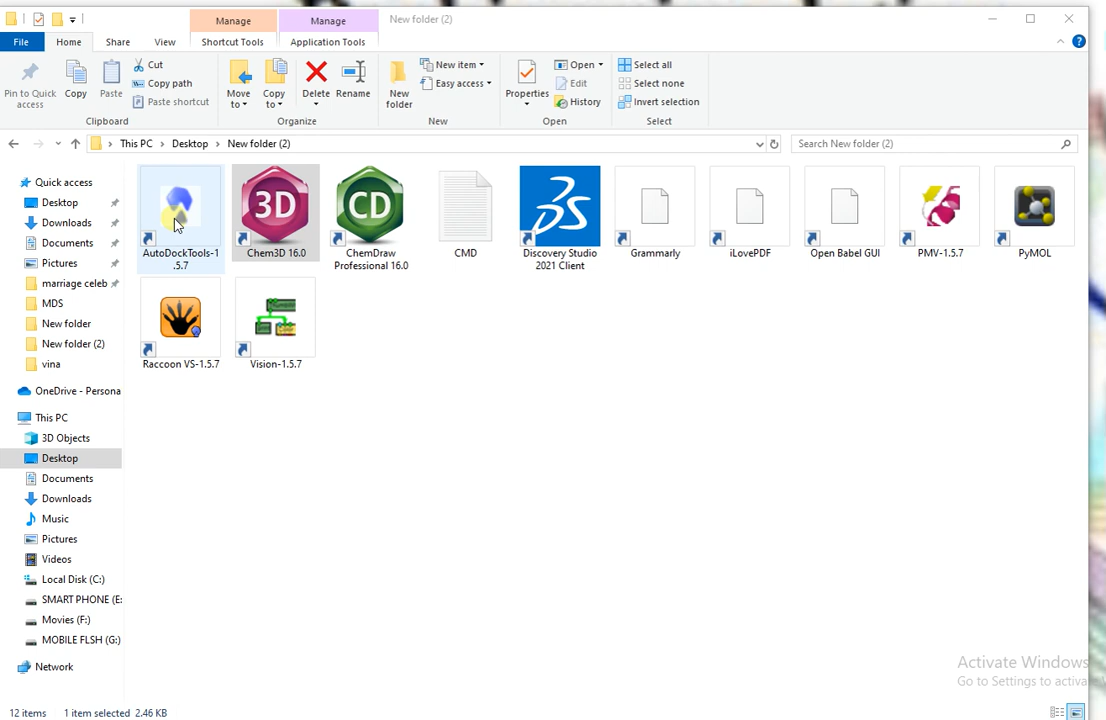 Manage
Manage
New folder (2)
File
Home
Share
View
Shortcut Tools
Application Tools
Pin to Quick
access
Copy
Paste
Cut
Copy path
Paste shortcut
Move
to
Copy
to
Delete
Rename
New
folder
New item
Easy access
Properties
Open
Edit
History
Select all
Select none
Invert selection
Clipboard
Organize
New
Open
Select
This PC
Desktop
New folder (2)
Search New folder (2)
Quick access
Desktop
Downloads
Documents
Pictures
marriage celeb
MDS
New folder
New folder (2)
vina
OneDrive - Persona
This PC
3D Objects
Desktop
Documents
Downloads
Music
Pictures
Videos
Local Disk (C:)
SMART PHONE (E:
Movies (F:)
MOBILE FLSH (G:)
Network
AutoDockTools-1
.5.7
3D
Chem3D 16.0
CD
ChemDraw
Professional 16.0
CMD
DS
Discovery Studio
2021 Client
Grammarly
iLovePDF
Open Babel GUI
PMV-1.5.7
PyMOL
Raccoon VS-1.5.7
Vision-1.5.7
Activate Windows
Go to Settings to activa
12 items
1 item selected 2.46 KB